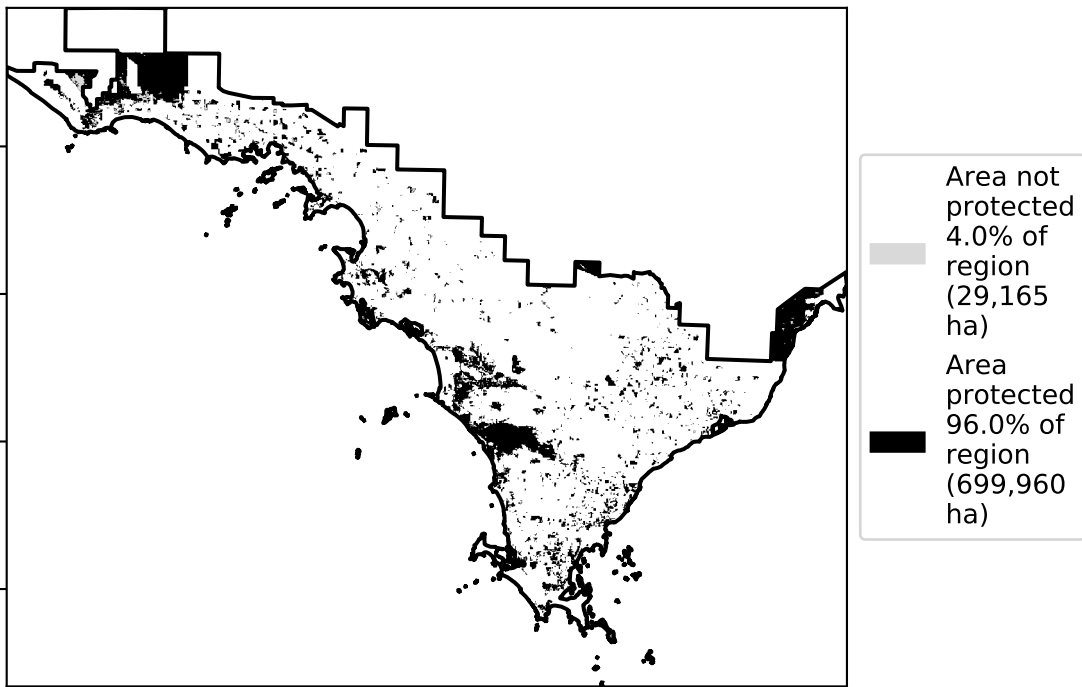 Area not
protected
4.0% of
region
(29,165
ha)
Area
protected
96.0% of
region
(699,960
ha)